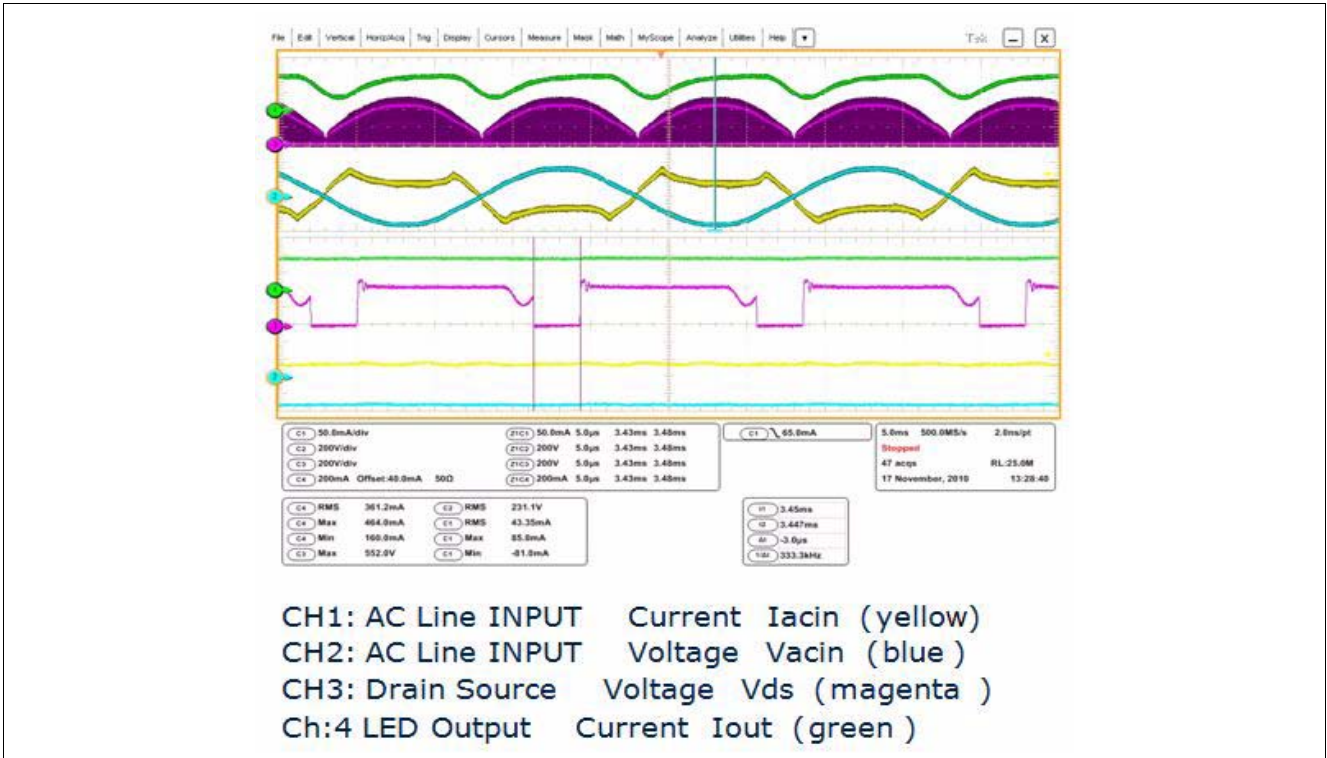 File Edit Vertical Horiz/Acq Trig Display Cursors Measure Mask Math MyScope Analyze Utilities Help
Tek
C1 50.0mA/div Z1C1 50.0mA 5.0µs 3.43ms 3.48ms
C2 200V/div Z1C2 200V 5.0µs 3.43ms 3.48ms
C3 200V/div Z1C3 200V 5.0µs 3.43ms 3.48ms
C4 200mA Offset:40.0mA 50Ω Z1C4 200mA 5.0µs 3.43ms 3.48ms
C1 65.0mA
5.0ms 500.0MS/s 2.0ns/pt
Stopped
47 acqs RL:25.0M
17 November, 2010 13:28:40
C4 RMS 361.2mA C2 RMS 231.1V
C4 Max 464.0mA C1 RMS 43.35mA
C4 Min 160.0mA C1 Max 85.0mA
C3 Max 552.0V C1 Min -81.0mA
t1 3.45ms
t2 3.447ms
Δt -3.0µs
1/Δt 333.3kHz
CH1: AC Line INPUT Current Iacin (yellow)
CH2: AC Line INPUT Voltage Vacin (blue )
CH3: Drain Source Voltage Vds (magenta )
Ch:4 LED Output Current Iout (green )